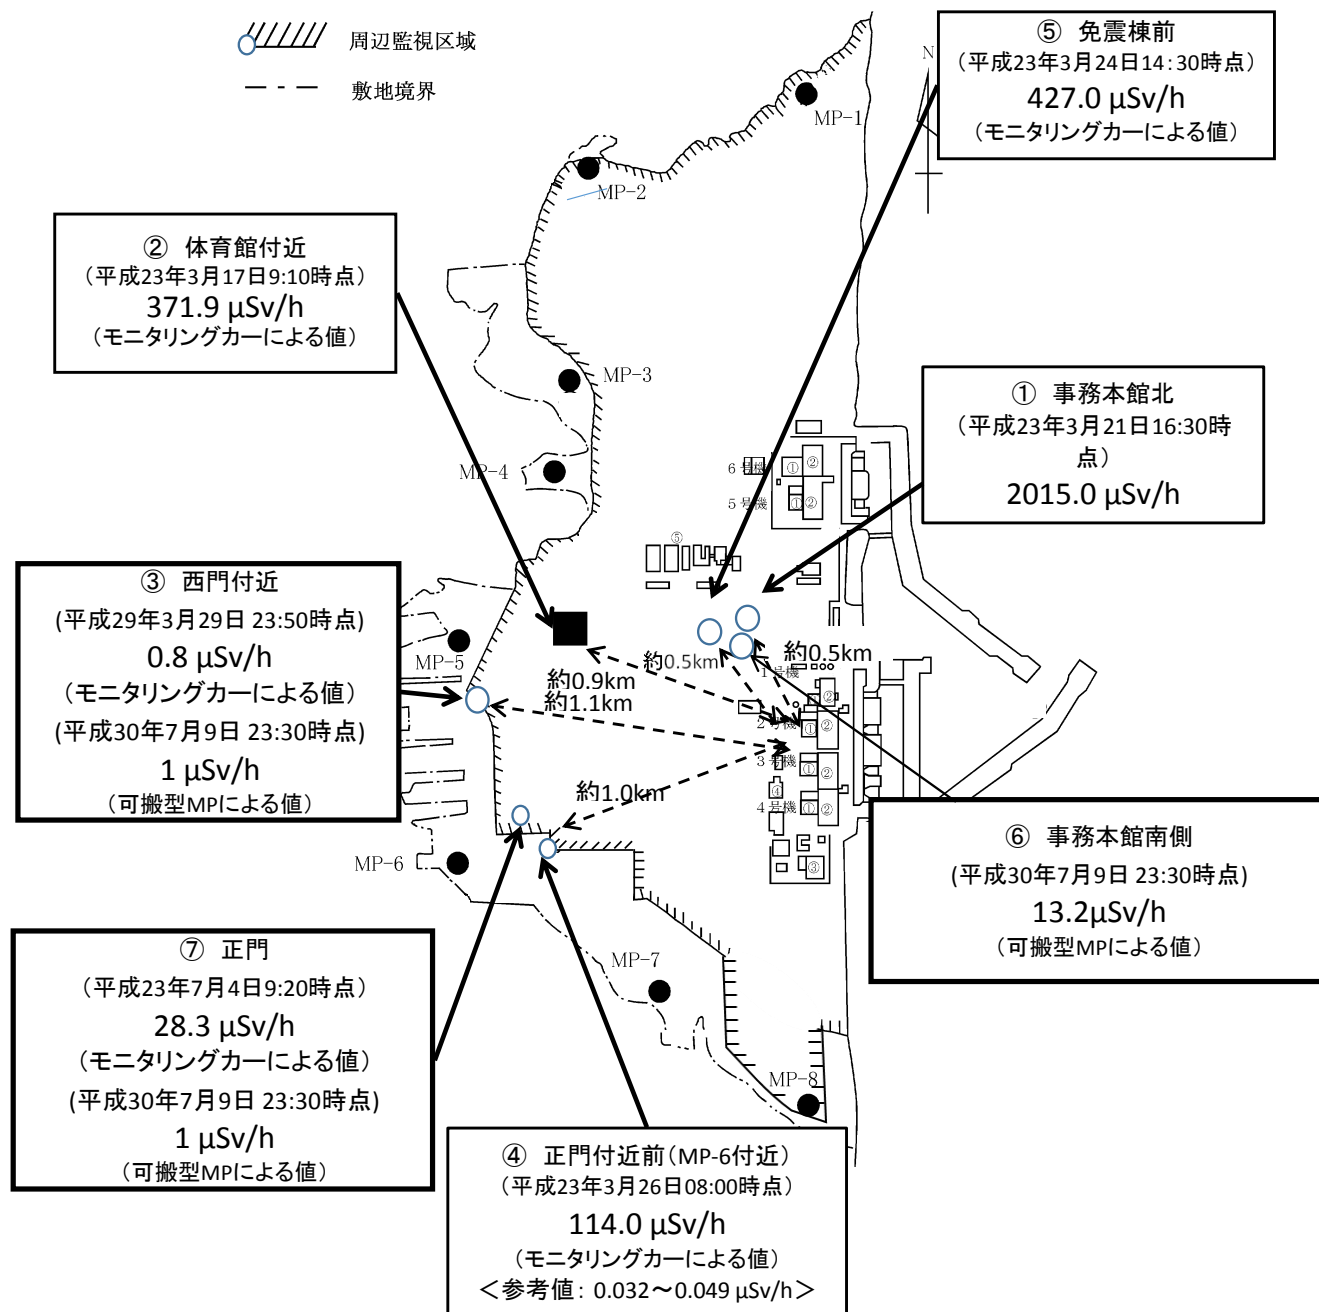 周辺監視区域
敷地境界
N
⑤ 免震棟前
（平成23年3月24日14：30時点）
427.0 μSv/h
（モニタリングカーによる値）
MP-1
MP-2
② 体育館付近
（平成23年3月17日9:10時点）
371.9 μSv/h
（モニタリングカーによる値）
MP-3
① 事務本館北
（平成23年3月21日16:30時
点）
2015.0 μSv/h
MP-4
6号機
① ②
5号機
① ②
⑤
③ 西門付近
(平成29年3月29日 23:50時点)
0.8 μSv/h
（モニタリングカーによる値）
(平成30年7月9日 23:30時点)
1 μSv/h
（可搬型MPによる値）
MP-5
約0.9km
約1.1km
約0.5km
約0.5km
1号機
②
2号機
① ②
3号機
① ②
④
4号機
① ②
③
約1.0km
MP-6
⑥ 事務本館南側
(平成30年7月9日 23:30時点)
13.2μSv/h
（可搬型MPによる値）
⑦ 正門
（平成23年7月4日9:20時点）
28.3 μSv/h
（モニタリングカーによる値）
(平成30年7月9日 23:30時点)
1 μSv/h
（可搬型MPによる値）
MP-7
MP-8
④ 正門付近前（MP-6付近）
（平成23年3月26日08:00時点）
114.0 μSv/h
（モニタリングカーによる値）
＜参考値： 0.032～0.049 μSv/h＞